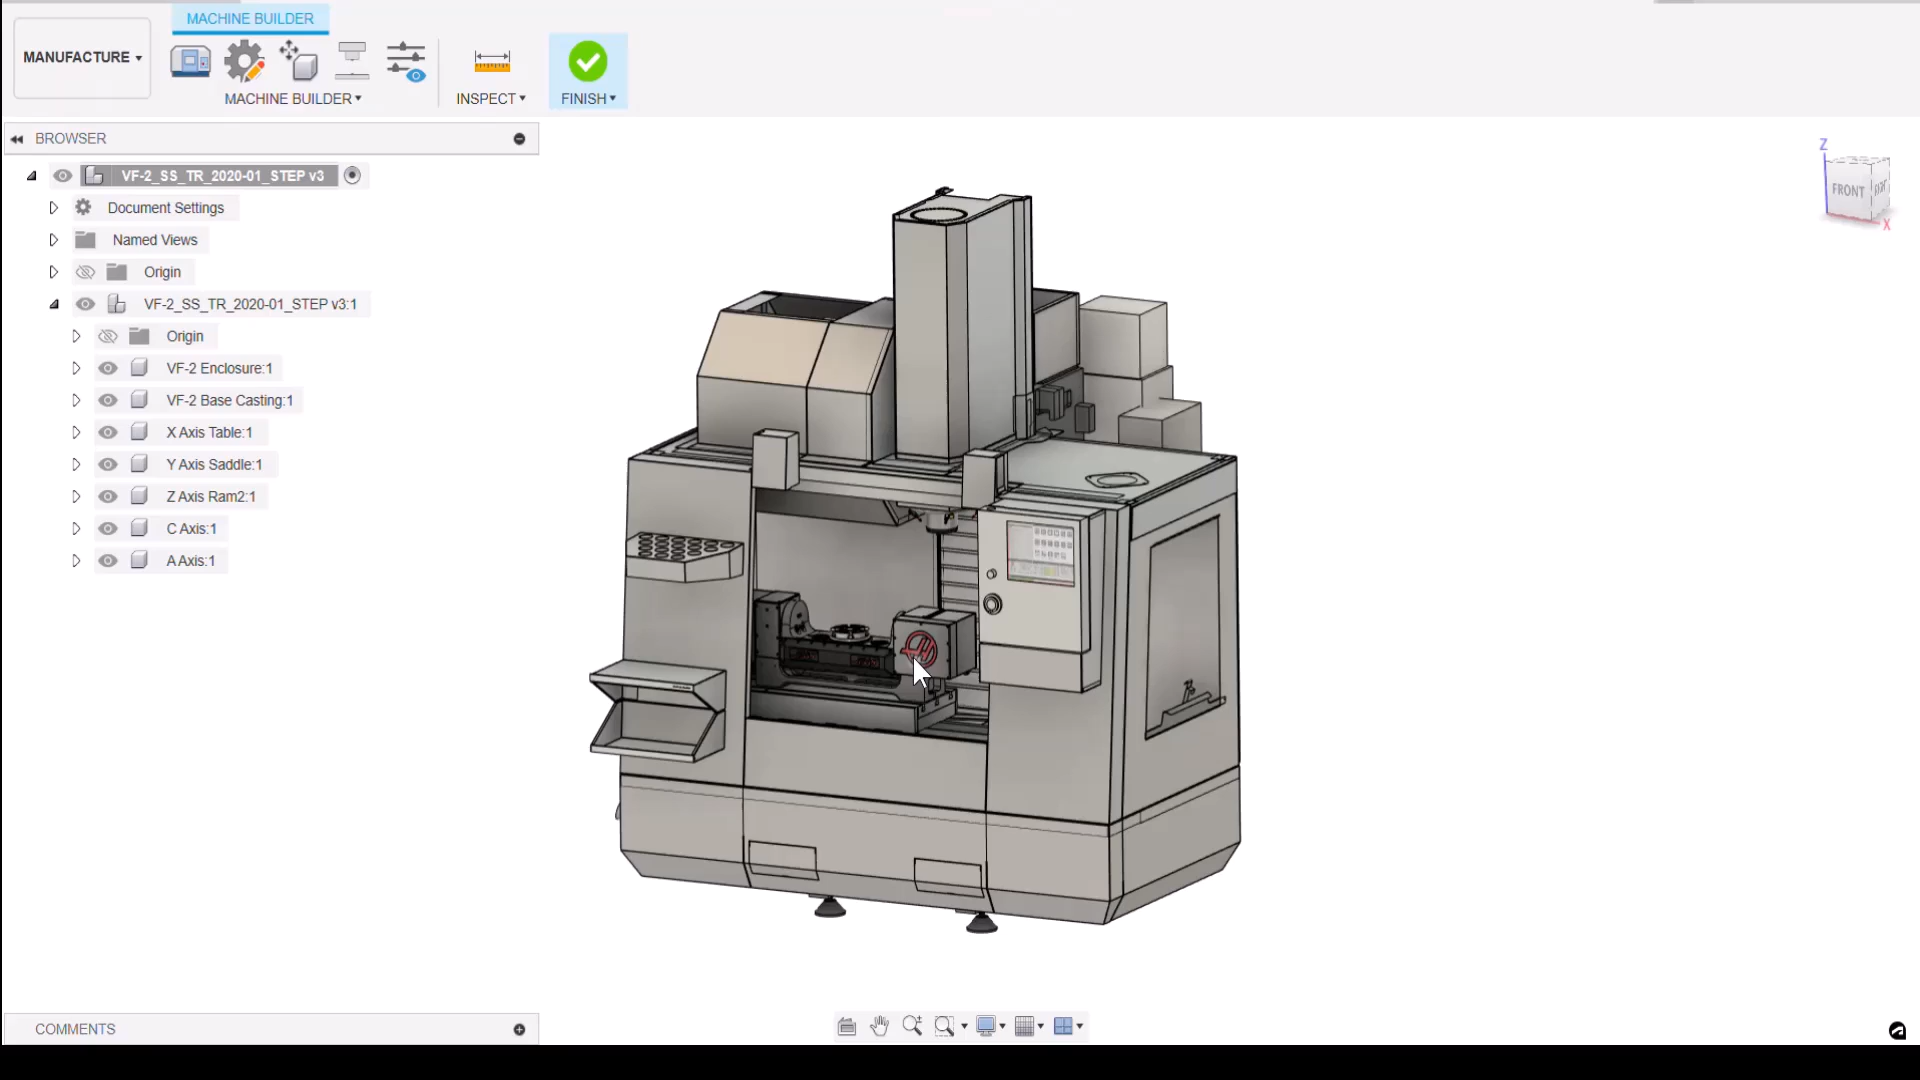 MACHINE BUILDER
MANUFACTURE
MACHINE BUILDER
INSPECT
FINISH
BROWSER
VF-2_SS_TR_2020-01_STEP v3
Document Settings
Named Views
Origin
VF-2_SS_TR_2020-01_STEP v3:1
Origin
VF-2 Enclosure:1
VF-2 Base Casting:1
X Axis Table:1
Y Axis Saddle:1
Z Axis Ram2:1
C Axis:1
A Axis:1
Z
FRONT
X
COMMENTS